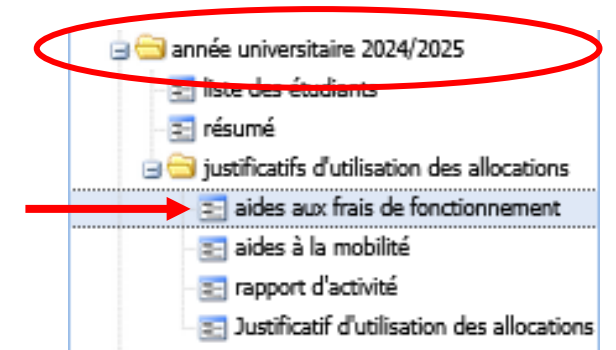 année universitaire 2024/2025
liste des étudiants
résumé
justificatifs d'utilisation des allocations
aides aux frais de fonctionnement
aides à la mobilité
rapport d'activité
Justificatif d'utilisation des allocations